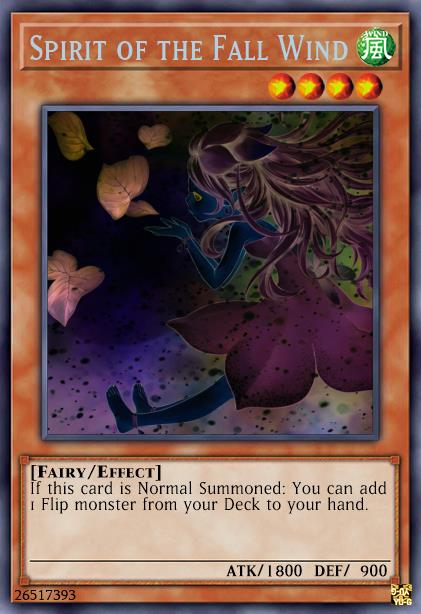 Spirit of the Fall Wind
WIND
風
[Fairy/Effect]
If this card is Normal Summoned: You can add
1 Flip monster from your Deck to your hand.
ATK/1800 DEF/ 900
26517393